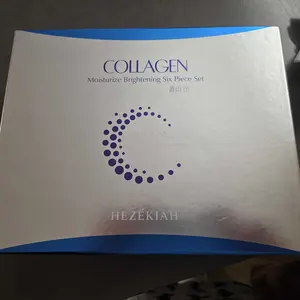 COLLAGEN
Moisturize Brightening Six Piece Set
HEZEKIAH